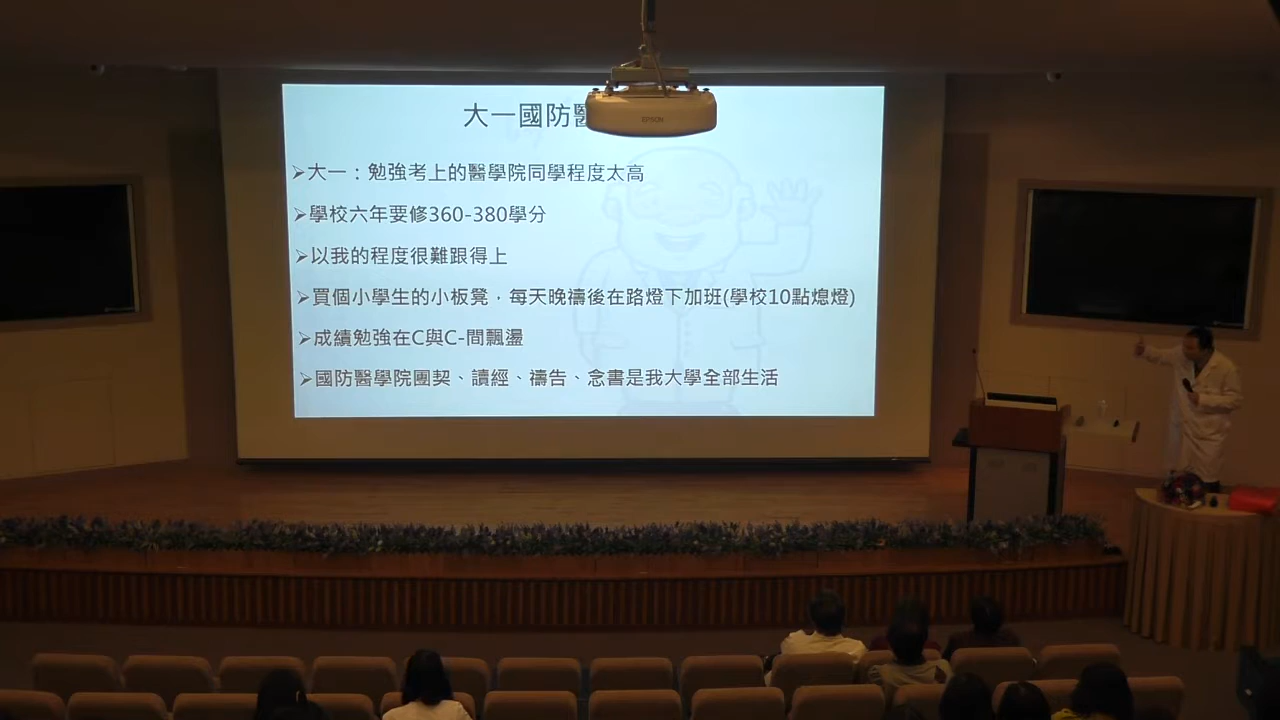 大一國防醫
➢大一：勉強考上的醫學院同學程度太高
➢學校六年要修360-380學分
➢以我的程度很難跟得上
➢買個小學生的小板凳，每天晚禱後在路燈下加班(學校10點熄燈)
➢成績勉強在C與C-間飄盪
➢國防醫學院團契、讀經、禱告、念書是我大學全部生活
EPSON